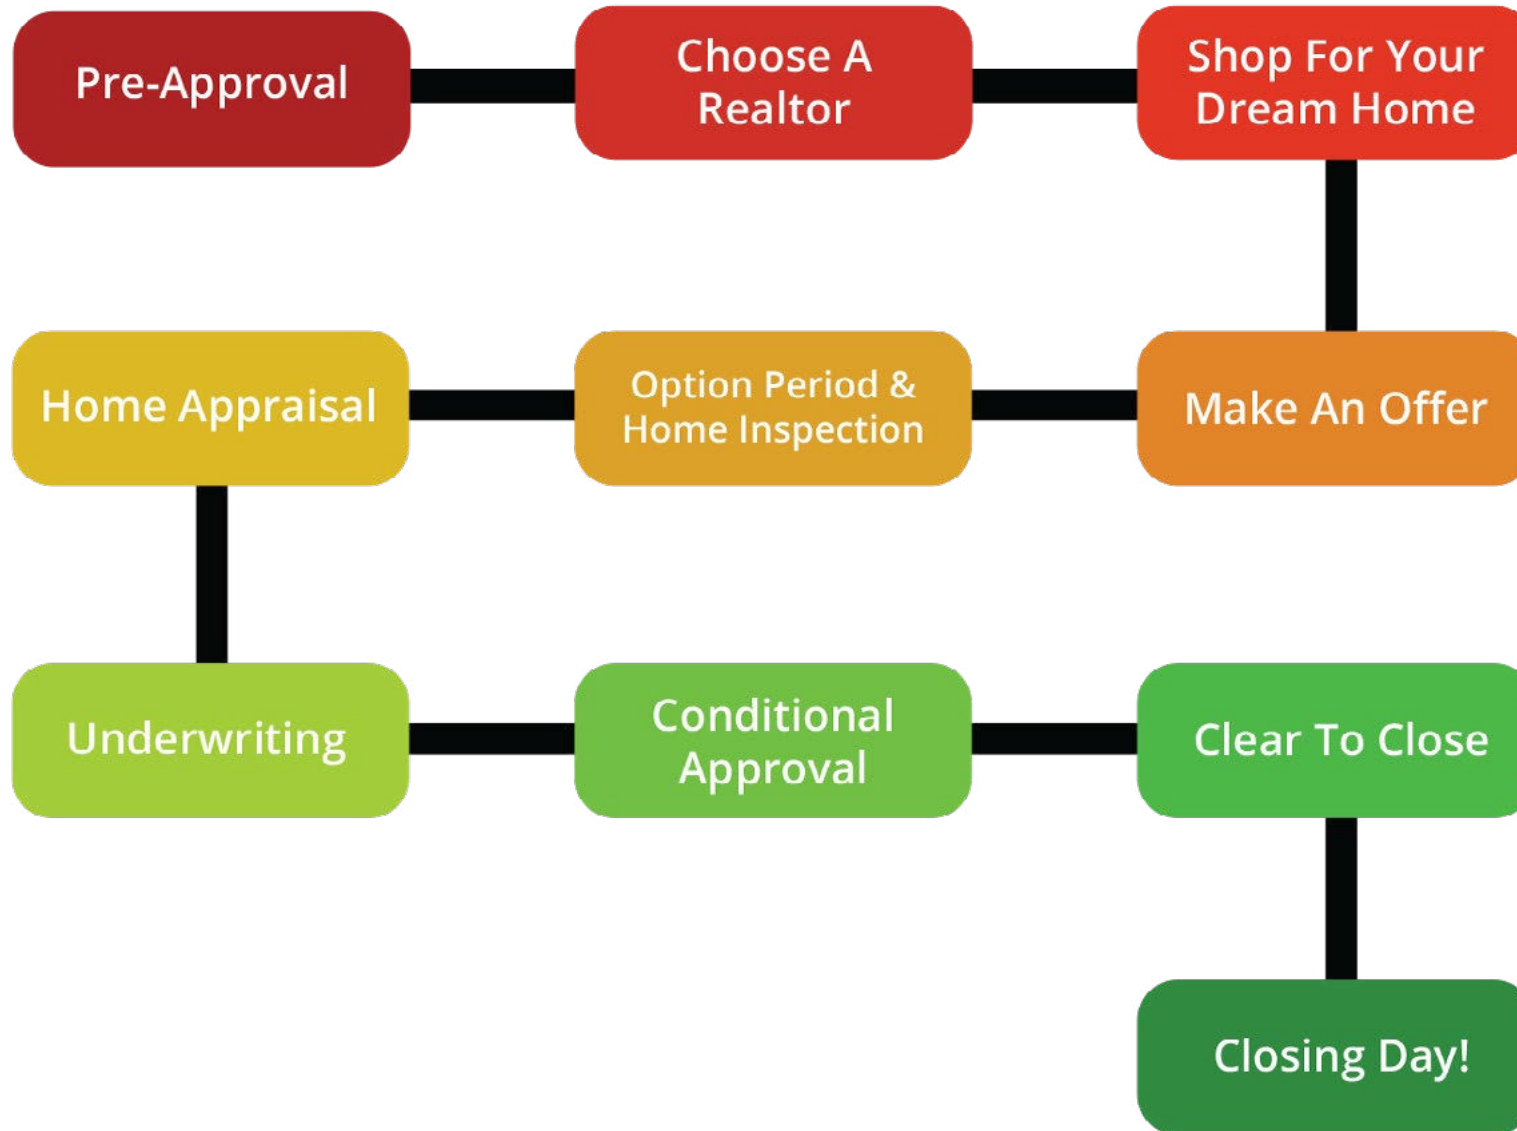 Pre-Approval
Choose A
Realtor
Shop For Your
Dream Home
Home Appraisal
Option Period &
Home Inspection
Make An Offer
Underwriting
Conditional
Approval
Clear To Close
Closing Day!